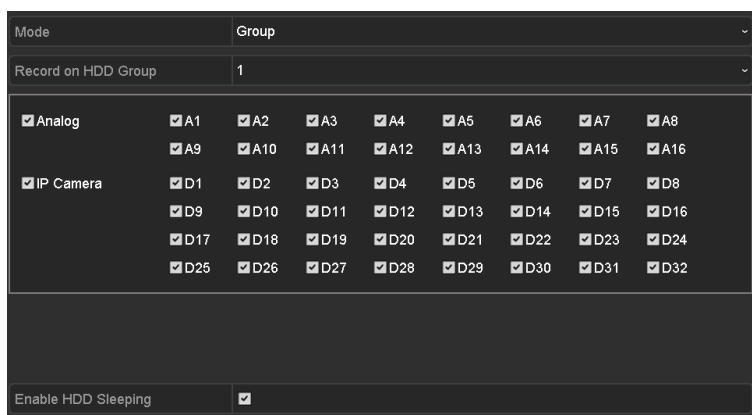 Mode Group
Record on HDD Group 1
Analog A1 A2 A3 A4 A5 A6 A7 A8
A9 A10 A11 A12 A13 A14 A15 A16
IP Camera D1 D2 D3 D4 D5 D6 D7 D8
D9 D10 D11 D12 D13 D14 D15 D16
D17 D18 D19 D20 D21 D22 D23 D24
D25 D26 D27 D28 D29 D30 D31 D32
Enable HDD Sleeping